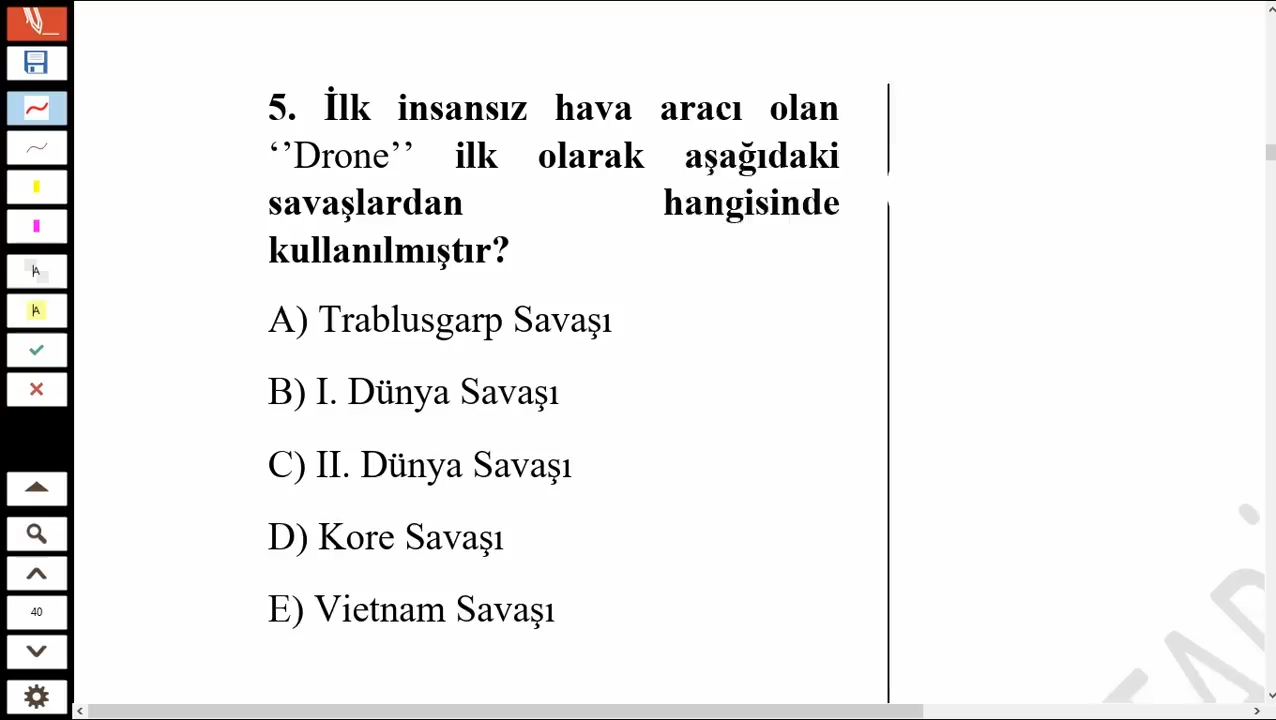 5. İlk insansız hava aracı olan
‘’Drone’’ ilk olarak aşağıdaki
savaşlardan hangisinde
kullanılmıştır?
A) Trablusgarp Savaşı
B) I. Dünya Savaşı
C) II. Dünya Savaşı
D) Kore Savaşı
E) Vietnam Savaşı
40